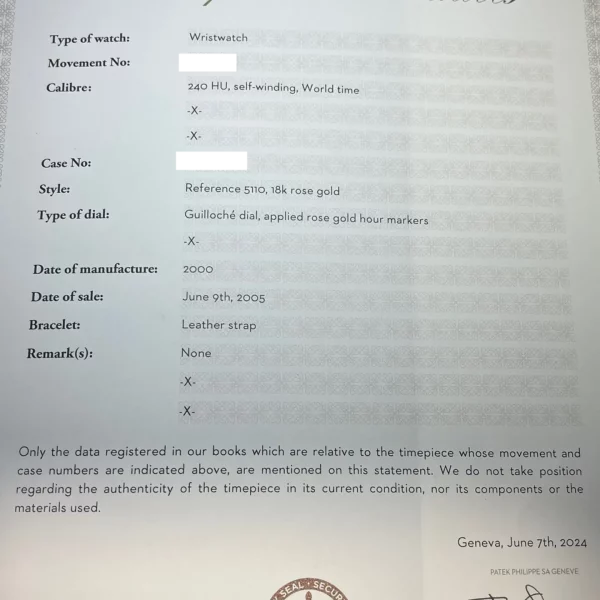 Type of watch: Wristwatch
Movement No:
Calibre: 240 HU, self-winding, World time
-X-
-X-
Case No:
Style: Reference 5110, 18k rose gold
Type of dial: Guilloché dial, applied rose gold hour markers
-X-
Date of manufacture: 2000
Date of sale: June 9th, 2005
Bracelet: Leather strap
Remark(s): None
-X-
-X-
Only the data registered in our books which are relative to the timepiece whose movement and
case numbers are indicated above, are mentioned on this statement. We do not take position
regarding the authenticity of the timepiece in its current condition, nor its components or the
materials used.
Geneva, June 7th, 2024
PATEK PHILIPPE SA GENEVE
SEAL • SECUR